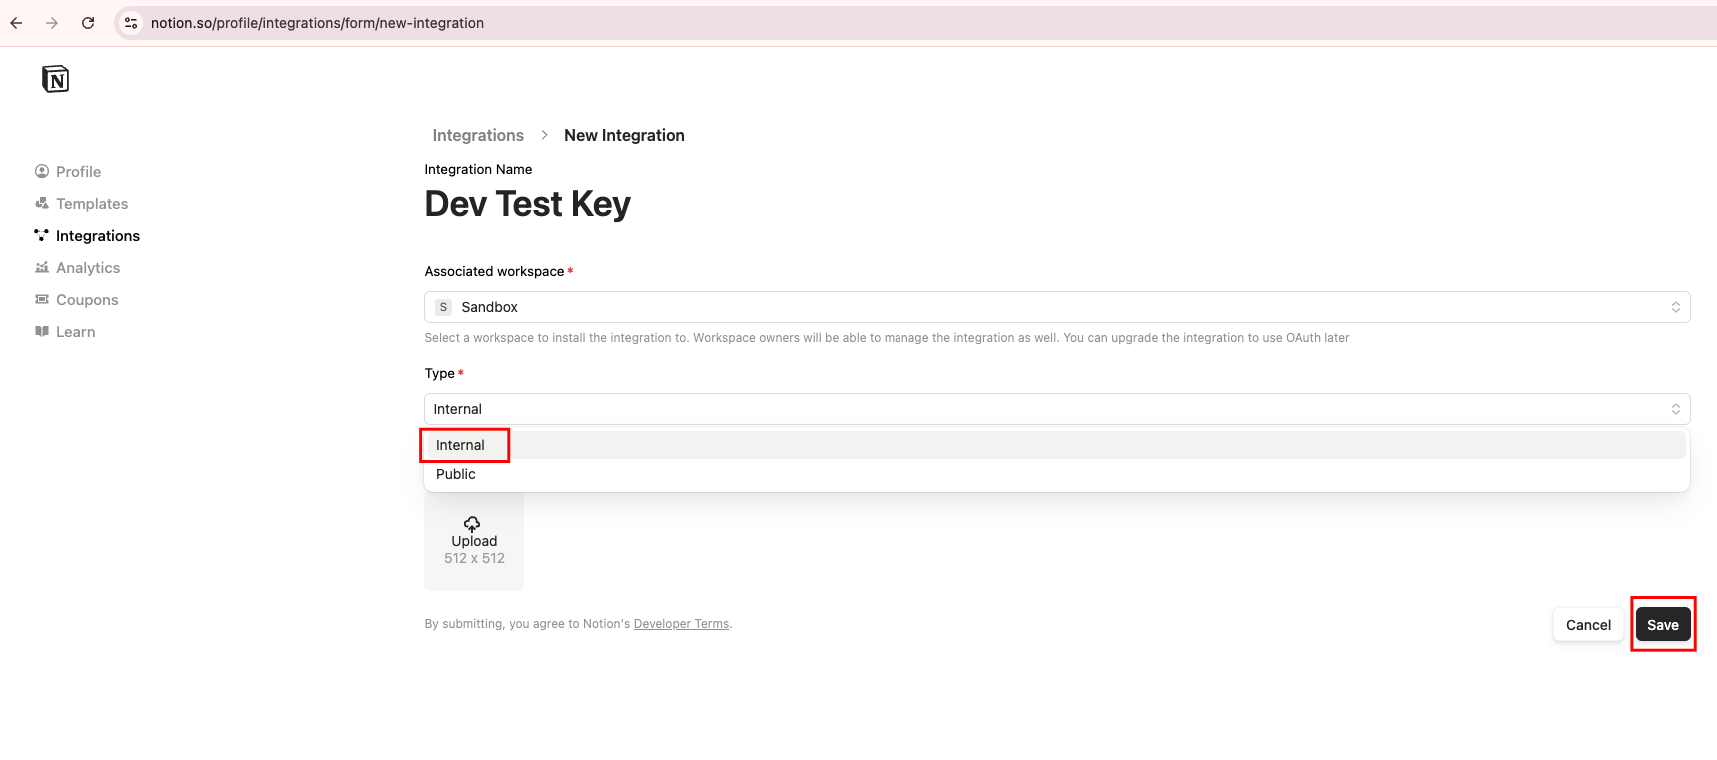 notion.so/profile/integrations/form/new-integration
N
Integrations > New Integration
Profile
Templates
Integrations
Analytics
Coupons
Learn
Integration Name
Dev Test Key
Associated workspace *
S Sandbox
Select a workspace to install the integration to. Workspace owners will be able to manage the integration as well. You can upgrade the integration to use OAuth later
Type *
Internal
Internal
Public
Upload
512 x 512
By submitting, you agree to Notion's Developer Terms.
Cancel
Save